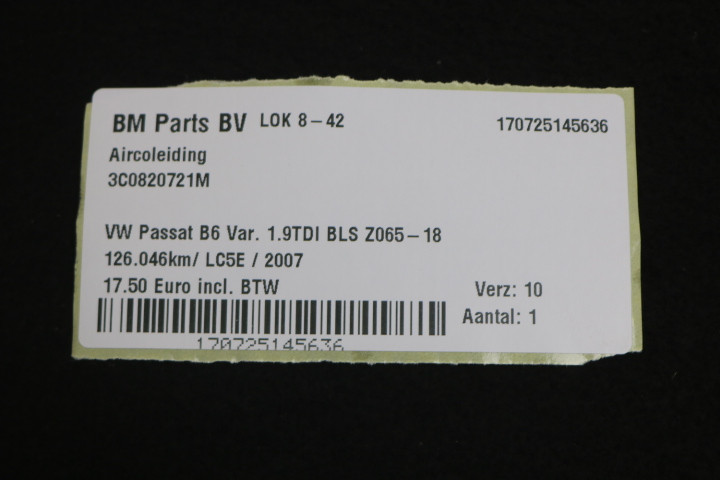 BM Parts BV LOK 8-42 170725145636
Aircoleiding
3C0820721M
VW Passat B6 Var. 1.9TDI BLS Z065-18
126.046km/ LC5E / 2007
17.50 Euro incl. BTW Verz: 10
Aantal: 1
170725145636